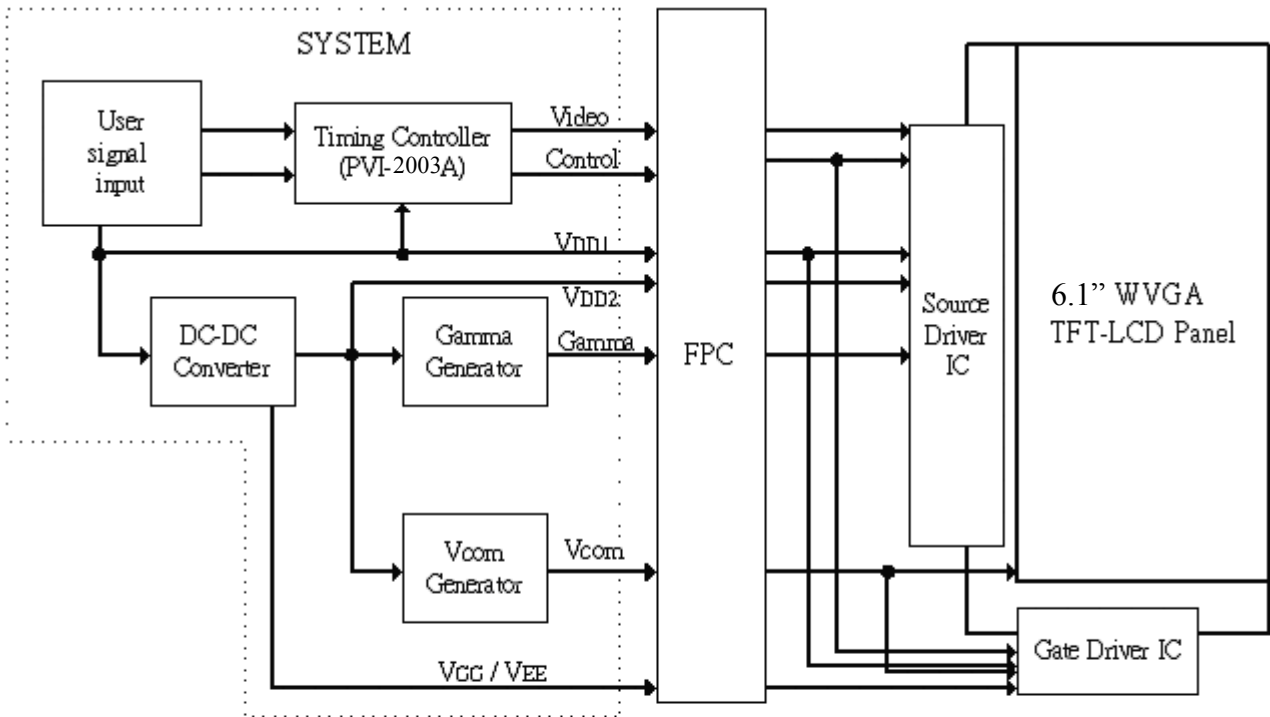 SYSTEM
User
signal
input
Timing Controller
(PVI-2003A)
Video
Control
VDD1
VDD2
DC-DC
Converter
Gamma
Generator
Gamma
FPC
Source
Driver
IC
6.1” WVGA
TFT-LCD Panel
Vcom
Generator
Vcom
VGG / VEE
Gate Driver IC